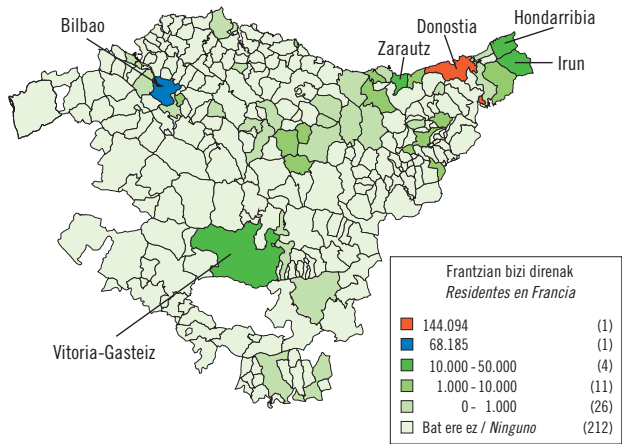 Bilbao
Donostia
Hondarribia
Zarautz
Irun
Vitoria-Gasteiz
Frantzian bizi direnak
Residentes en Francia
144.094 (1)
68.185 (1)
10.000 - 50.000 (4)
1.000 - 10.000 (11)
0 - 1.000 (26)
Bat ere ez / Ninguno (212)